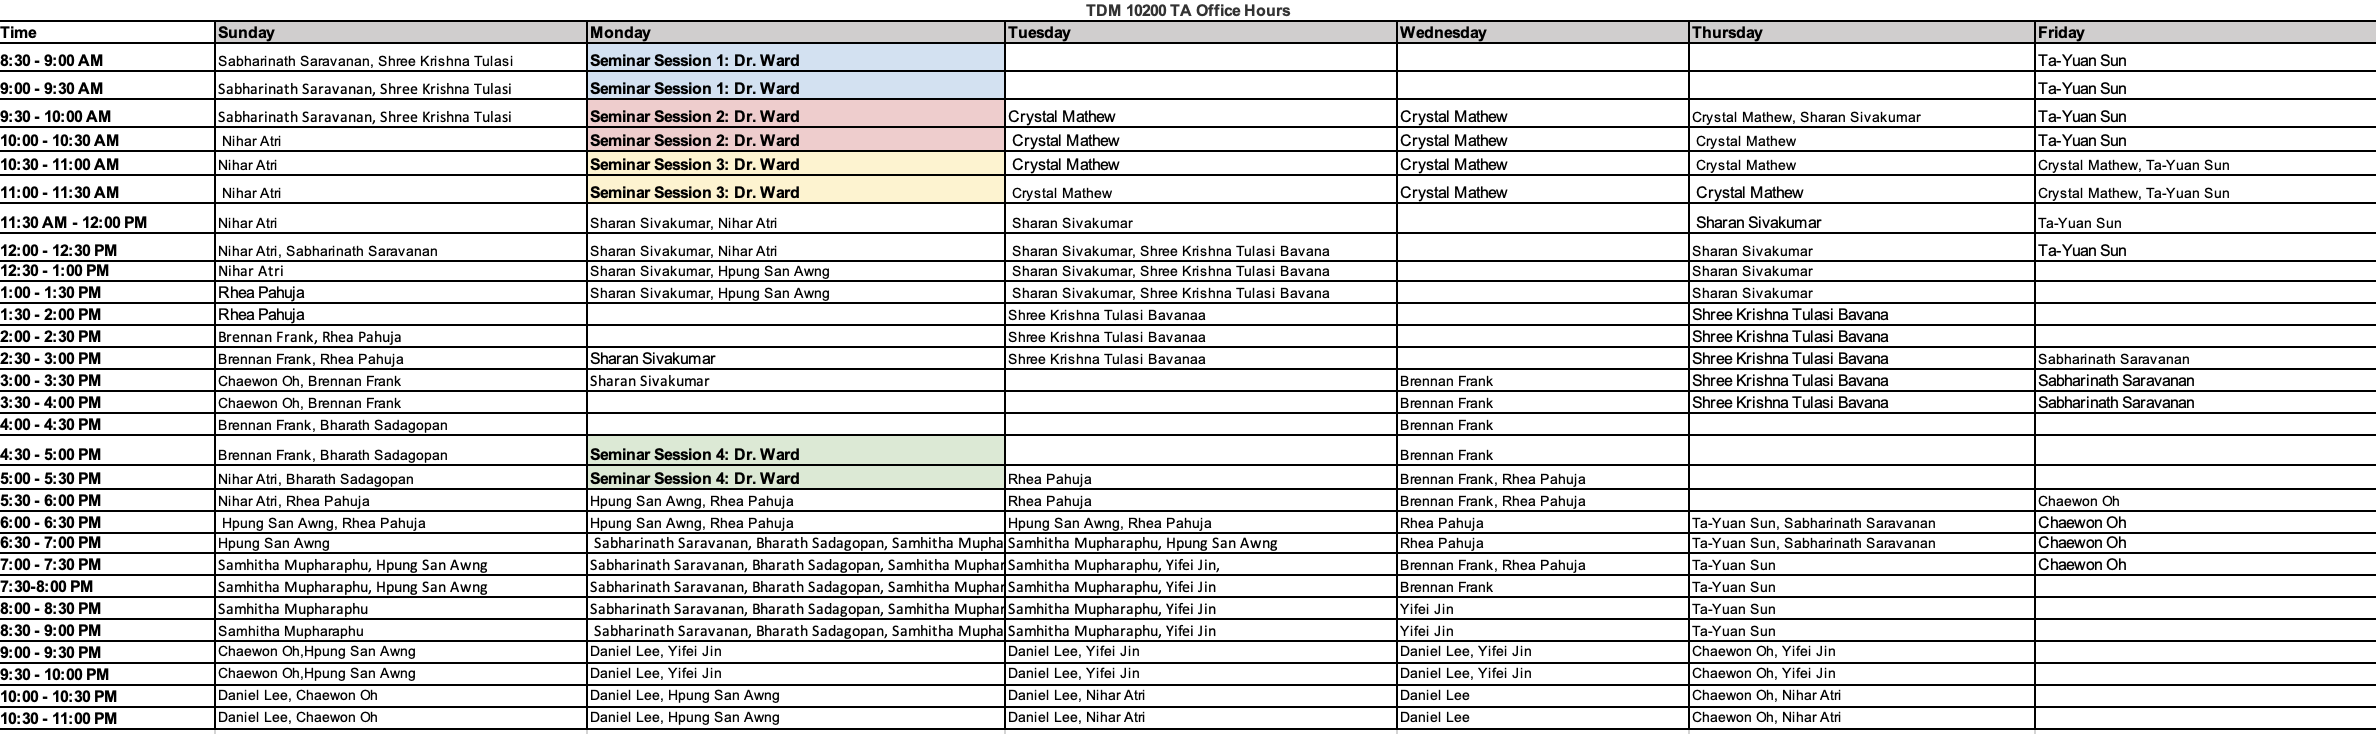 TDM 10200 TA Office Hours
Time Sunday Monday Tuesday Wednesday Thursday Friday
8:30 - 9:00 AM Sabharinath Saravanan, Shree Krishna Tulasi Seminar Session 1: Dr. Ward Ta-Yuan Sun
9:00 - 9:30 AM Sabharinath Saravanan, Shree Krishna Tulasi Seminar Session 1: Dr. Ward Ta-Yuan Sun
9:30 - 10:00 AM Sabharinath Saravanan, Shree Krishna Tulasi Seminar Session 2: Dr. Ward Crystal Mathew Crystal Mathew Crystal Mathew, Sharan Sivakumar Ta-Yuan Sun
10:00 - 10:30 AM Nihar Atri Seminar Session 2: Dr. Ward Crystal Mathew Crystal Mathew Crystal Mathew Ta-Yuan Sun
10:30 - 11:00 AM Nihar Atri Seminar Session 3: Dr. Ward Crystal Mathew Crystal Mathew Crystal Mathew Crystal Mathew, Ta-Yuan Sun
11:00 - 11:30 AM Nihar Atri Seminar Session 3: Dr. Ward Crystal Mathew Crystal Mathew Crystal Mathew Crystal Mathew, Ta-Yuan Sun
11:30 AM - 12:00 PM Nihar Atri Sharan Sivakumar, Nihar Atri Sharan Sivakumar Sharan Sivakumar Ta-Yuan Sun
12:00 - 12:30 PM Nihar Atri, Sabharinath Saravanan Sharan Sivakumar, Nihar Atri Sharan Sivakumar, Shree Krishna Tulasi Bavana Sharan Sivakumar Ta-Yuan Sun
12:30 - 1:00 PM Nihar Atri Sharan Sivakumar, Hpung San Awng Sharan Sivakumar, Shree Krishna Tulasi Bavana Sharan Sivakumar
1:00 - 1:30 PM Rhea Pahuja Sharan Sivakumar, Hpung San Awng Sharan Sivakumar, Shree Krishna Tulasi Bavana Sharan Sivakumar
1:30 - 2:00 PM Rhea Pahuja Shree Krishna Tulasi Bavanaa Shree Krishna Tulasi Bavana
2:00 - 2:30 PM Brennan Frank, Rhea Pahuja Shree Krishna Tulasi Bavanaa Shree Krishna Tulasi Bavana
2:30 - 3:00 PM Brennan Frank, Rhea Pahuja Sharan Sivakumar Shree Krishna Tulasi Bavanaa Shree Krishna Tulasi Bavana Sabharinath Saravanan
3:00 - 3:30 PM Chaewon Oh, Brennan Frank Sharan Sivakumar Brennan Frank Shree Krishna Tulasi Bavana Sabharinath Saravanan
3:30 - 4:00 PM Chaewon Oh, Brennan Frank Brennan Frank Shree Krishna Tulasi Bavana Sabharinath Saravanan
4:00 - 4:30 PM Brennan Frank, Bharath Sadagopan Brennan Frank
4:30 - 5:00 PM Brennan Frank, Bharath Sadagopan Seminar Session 4: Dr. Ward Brennan Frank
5:00 - 5:30 PM Nihar Atri, Bharath Sadagopan Seminar Session 4: Dr. Ward Rhea Pahuja Brennan Frank, Rhea Pahuja
5:30 - 6:00 PM Nihar Atri, Rhea Pahuja Hpung San Awng, Rhea Pahuja Rhea Pahuja Brennan Frank, Rhea Pahuja Chaewon Oh
6:00 - 6:30 PM Hpung San Awng, Rhea Pahuja Hpung San Awng, Rhea Pahuja Hpung San Awng, Rhea Pahuja Rhea Pahuja Ta-Yuan Sun, Sabharinath Saravanan Chaewon Oh
6:30 - 7:00 PM Hpung San Awng Sabharinath Saravanan, Bharath Sadagopan, Samhitha Mupha Samhitha Mupharaphu, Hpung San Awng Rhea Pahuja Ta-Yuan Sun, Sabharinath Saravanan Chaewon Oh
7:00 - 7:30 PM Samhitha Mupharaphu, Hpung San Awng Sabharinath Saravanan, Bharath Sadagopan, Samhitha Muphar Samhitha Mupharaphu, Yifei Jin, Brennan Frank, Rhea Pahuja Ta-Yuan Sun Chaewon Oh
7:30-8:00 PM Samhitha Mupharaphu, Hpung San Awng Sabharinath Saravanan, Bharath Sadagopan, Samhitha Muphar Samhitha Mupharaphu, Yifei Jin Brennan Frank Ta-Yuan Sun
8:00 - 8:30 PM Samhitha Mupharaphu Sabharinath Saravanan, Bharath Sadagopan, Samhitha Muphar Samhitha Mupharaphu, Yifei Jin Yifei Jin Ta-Yuan Sun
8:30 - 9:00 PM Samhitha Mupharaphu Sabharinath Saravanan, Bharath Sadagopan, Samhitha Mupha Samhitha Mupharaphu, Yifei Jin Yifei Jin Ta-Yuan Sun
9:00 - 9:30 PM Chaewon Oh,Hpung San Awng Daniel Lee, Yifei Jin Daniel Lee, Yifei Jin Daniel Lee, Yifei Jin Chaewon Oh, Yifei Jin
9:30 - 10:00 PM Chaewon Oh,Hpung San Awng Daniel Lee, Yifei Jin Daniel Lee, Yifei Jin Daniel Lee, Yifei Jin Chaewon Oh, Yifei Jin
10:00 - 10:30 PM Daniel Lee, Chaewon Oh Daniel Lee, Hpung San Awng Daniel Lee, Nihar Atri Daniel Lee Chaewon Oh, Nihar Atri
10:30 - 11:00 PM Daniel Lee, Chaewon Oh Daniel Lee, Hpung San Awng Daniel Lee, Nihar Atri Daniel Lee Chaewon Oh, Nihar Atri